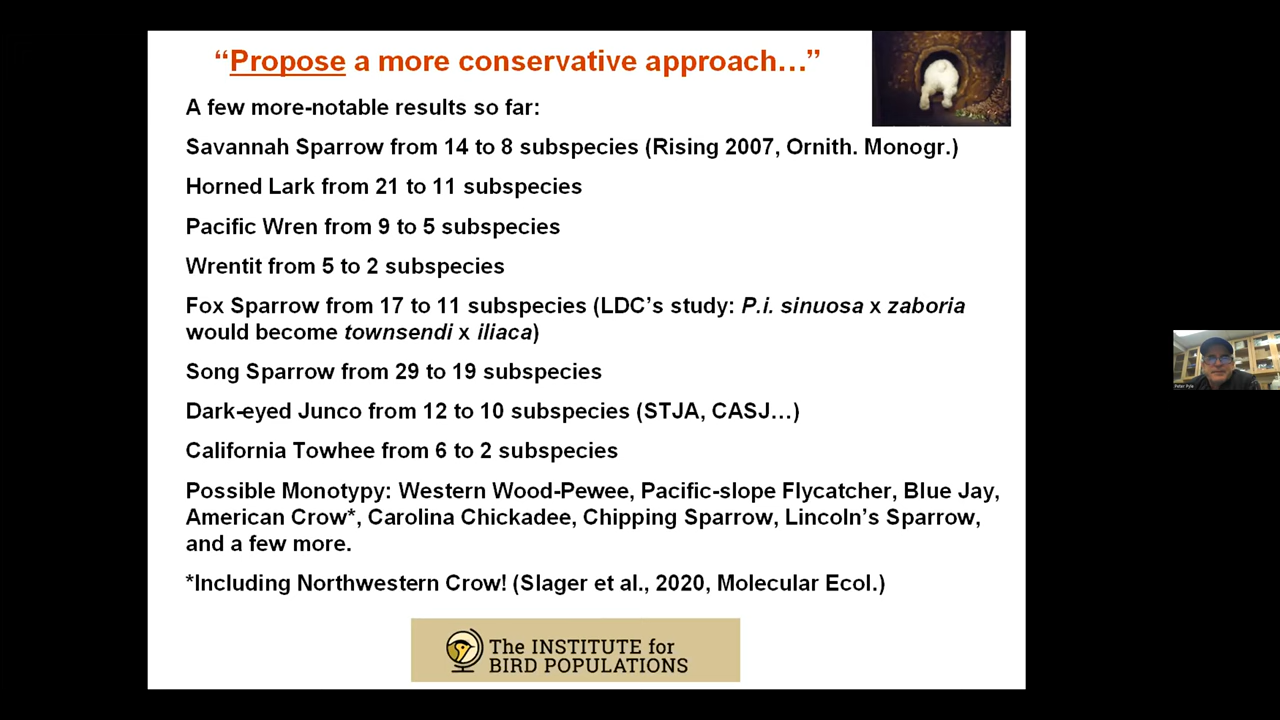 “Propose a more conservative approach…”
A few more-notable results so far:
Savannah Sparrow from 14 to 8 subspecies (Rising 2007, Ornith. Monogr.)
Horned Lark from 21 to 11 subspecies
Pacific Wren from 9 to 5 subspecies
Wrentit from 5 to 2 subspecies
Fox Sparrow from 17 to 11 subspecies (LDC’s study: P.i. sinuosa x zaboria
would become townsendi x iliaca)
Song Sparrow from 29 to 19 subspecies
Dark-eyed Junco from 12 to 10 subspecies (STJA, CASJ…)
California Towhee from 6 to 2 subspecies
Possible Monotypy: Western Wood-Pewee, Pacific-slope Flycatcher, Blue Jay,
American Crow*, Carolina Chickadee, Chipping Sparrow, Lincoln’s Sparrow,
and a few more.
*Including Northwestern Crow! (Slager et al., 2020, Molecular Ecol.)
The INSTITUTE for
BIRD POPULATIONS
Peter Pyle